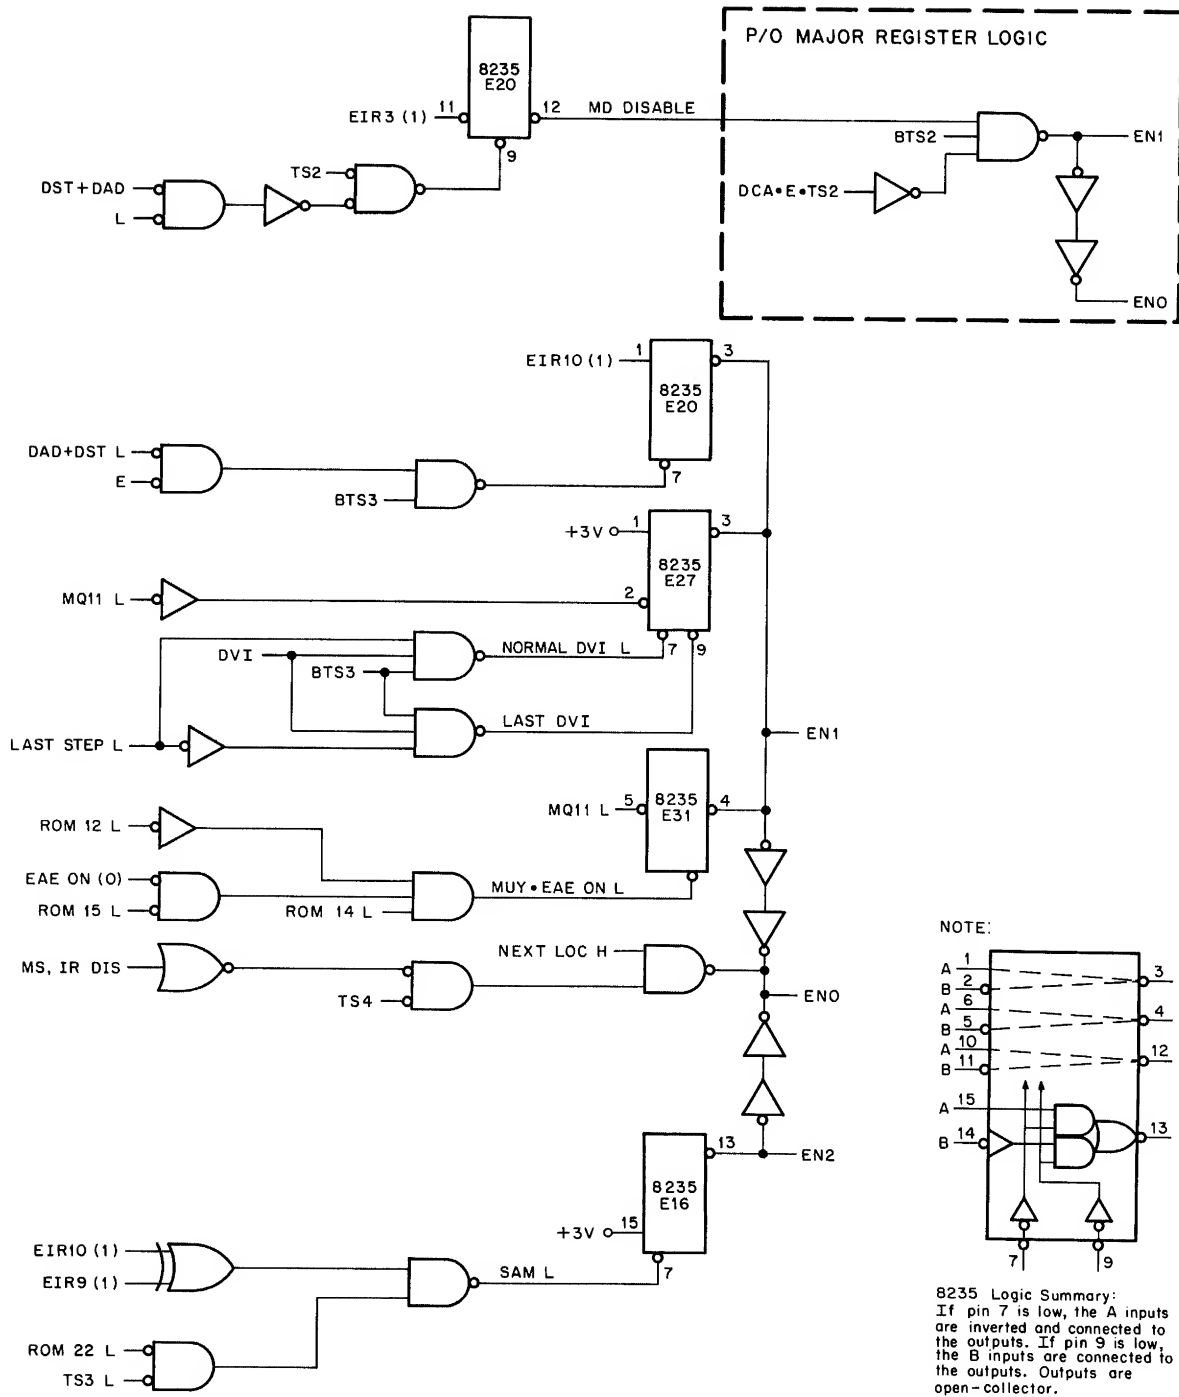 P/O MAJOR REGISTER LOGIC
8235
E20
EIR3 (1)
11
12
MD DISABLE
9
BTS2
EN1
TS2
DST+DAD
L
DCA•E•TS2
EN0
EIR10 (1)
1
3
8235
E20
DAD+DST L
E
BTS3
7
+3V
1
3
8235
E27
MQ11 L
2
DVI
NORMAL DVI L
7
9
BTS3
LAST DVI
LAST STEP L
EN1
MQ11 L
5
8235
E31
4
ROM 12 L
EAE ON (0)
ROM 15 L
MUY•EAE ON L
ROM 14 L
MS, IR DIS
NEXT LOC H
TS4
EN0
8235
E16
13
EN2
+3V
15
7
EIR10 (1)
EIR9 (1)
SAM L
ROM 22 L
TS3 L
NOTE:
A 1
3
B 2
A 6
4
B 5
A 10
12
B 11
A 15
13
B 14
7
9
8235 Logic Summary:
If pin 7 is low, the A inputs
are inverted and connected to
the outputs. If pin 9 is low,
the B inputs are connected to
the outputs. Outputs are
open-collector.